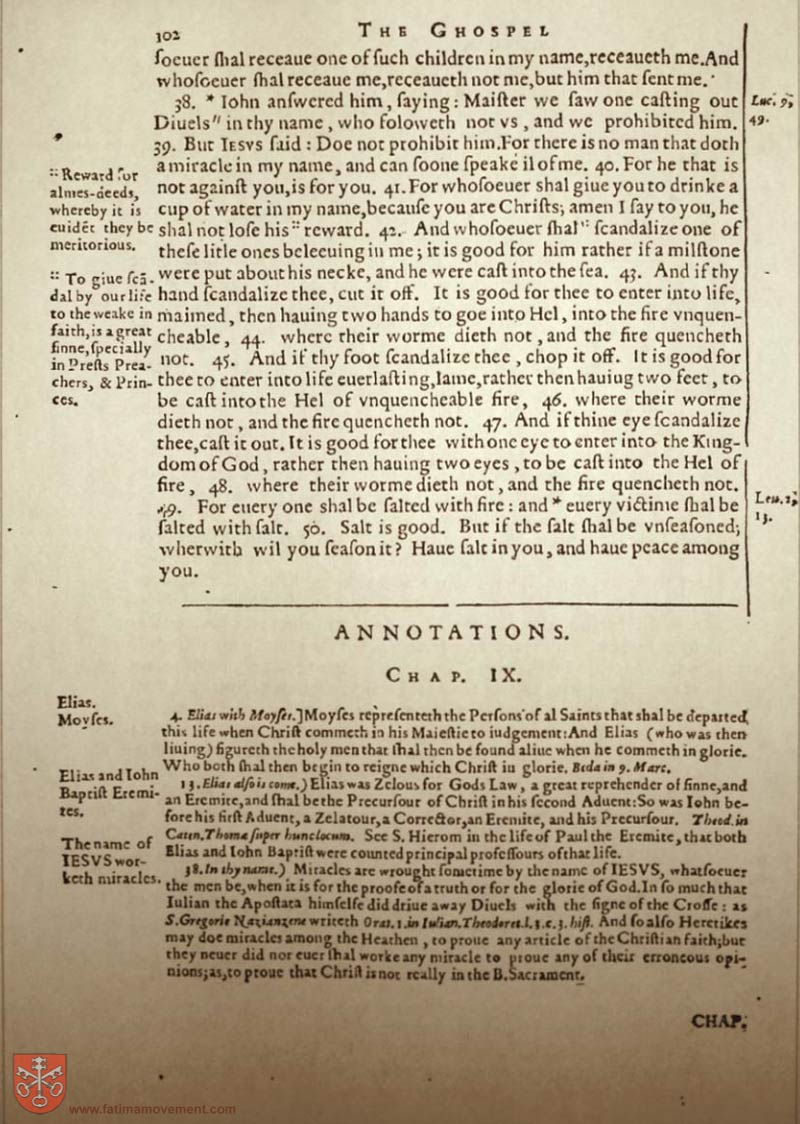 102
THE GHOSPEL
ſoeuer ſhal receaue one of ſuch children in my name, receaueth me. And
whoſoeuer ſhal receaue me, receaueth not me, but him that ſent me.
38. * Iohn anſwered him, ſaying: Maiſter we ſaw one caſting out
Diuels" in thy name, who foloweth not vs, and we prohibited him.
39. But IESVS ſaid: Doe not prohibit him. For there is no man that doth
a miracle in my name, and can ſoone ſpeake il of me. 40. For he that is
not againſt you, is for you. 41. For whoſoeuer shal giue you to drinke a
cup of water in my name, becauſe you are Chriſts; amen I ſay to you, he
shal not loſe his :: reward. 42. And whoſoeuer ſhal :: ſcandalize one of
theſe litle ones beleeuing in me; it is good for him rather if a milſtone
were put about his necke, and he were caſt into the ſea. 43. And if thy
hand ſcandalize thee, cut it off. It is good for thee to enter into life,
maimed, then hauing two hands to goe into Hel, into the fire vnquen-
cheable, 44. where their worme dieth not, and the fire quencheth
not. 45. And if thy foot ſcandalize thee, chop it off. It is good for
thee to enter into life euerlaſting, lame, rather then hauiug two feet, to
be caſt into the Hel of vnquencheable fire, 46. where their worme
dieth not, and the fire quencheth not. 47. And if thine eye ſcandalize
thee, caſt it out. It is good for thee with one eye to enter into the King-
dom of God, rather then hauing two eyes, to be caſt into the Hel of
fire, 48. where their worme dieth not, and the fire quencheth not.
49. For euery one shal be ſalted with fire: and * euery victime ſhal be
ſalted with ſalt. 50. Salt is good. But if the ſalt ſhal be vnſeaſoned;
wherwith wil you ſeaſon it? Haue ſalt in you, and haue peace among
you.
Luc. 9,
49.
:: Reward for
almes-deeds,
whereby it is
euidēt they be
meritorious.
:: To giue ſcā-
dal by our life
to the weake in
faith, is a great
ſinne, ſpecially
in Preſts Prea-
chers, & Prin-
ces.
Leu. 2,
13.
ANNOTATIONS.
CHAP. IX.
Elias.
Moyſes.
4. Elias with Moyſes.] Moyſes repreſenteth the Perſons of al Saints that shal be departed
this life when Chriſt commeth in his Maieſtie to iudgement: And Elias (who was then
liuing) figureth the holy men that ſhal then be found aliue when he commeth in glorie.
Who both ſhal then begin to reigne which Chriſt iu glorie. Beda in 9. Marc.
Elias and Iohn
Baptiſt Eremi-
tes.
13. Elias alſo is come.) Elias was Zelous for Gods Law, a great reprehender of ſinne, and
an Eremite, and ſhal be the Precurſour of Chriſt in his ſecond Aduent: So was Iohn be-
fore his firſt Aduent, a Zelatour, a Corrector, an Eremite, and his Precurſour. Theod. in
Caten. Thomæ ſuper hunc locum. See S. Hierom in the life of Paul the Eremite, that both
Elias and Iohn Baptiſt were counted principal profeſſours of that life.
The name of
IESVS wor-
keth miracles.
38. In thy name.) Miracles are wrought ſometime by the name of IESVS, whatſoeuer
the men be, when it is for the proofe of a truth or for the glorie of God. In ſo much that
Iulian the Apoſtata himſelfe did driue away Diuels with the ſigne of the Croſſe: as
S. Gregorie Nazianzene writeth Orat. 1. in Iulian. Theodoret. l. 3. c. 3. hiſt. And ſo alſo Heretikes
may doe miracles among the Heathen, to proue any article of the Chriſtian faith; but
they neuer did nor euer ſhal worke any miracle to proue any of their erroneous opi-
nions; as, to proue that Chriſt is not really in the B. Sacrament.
CHAP.
www.fatimamovement.com